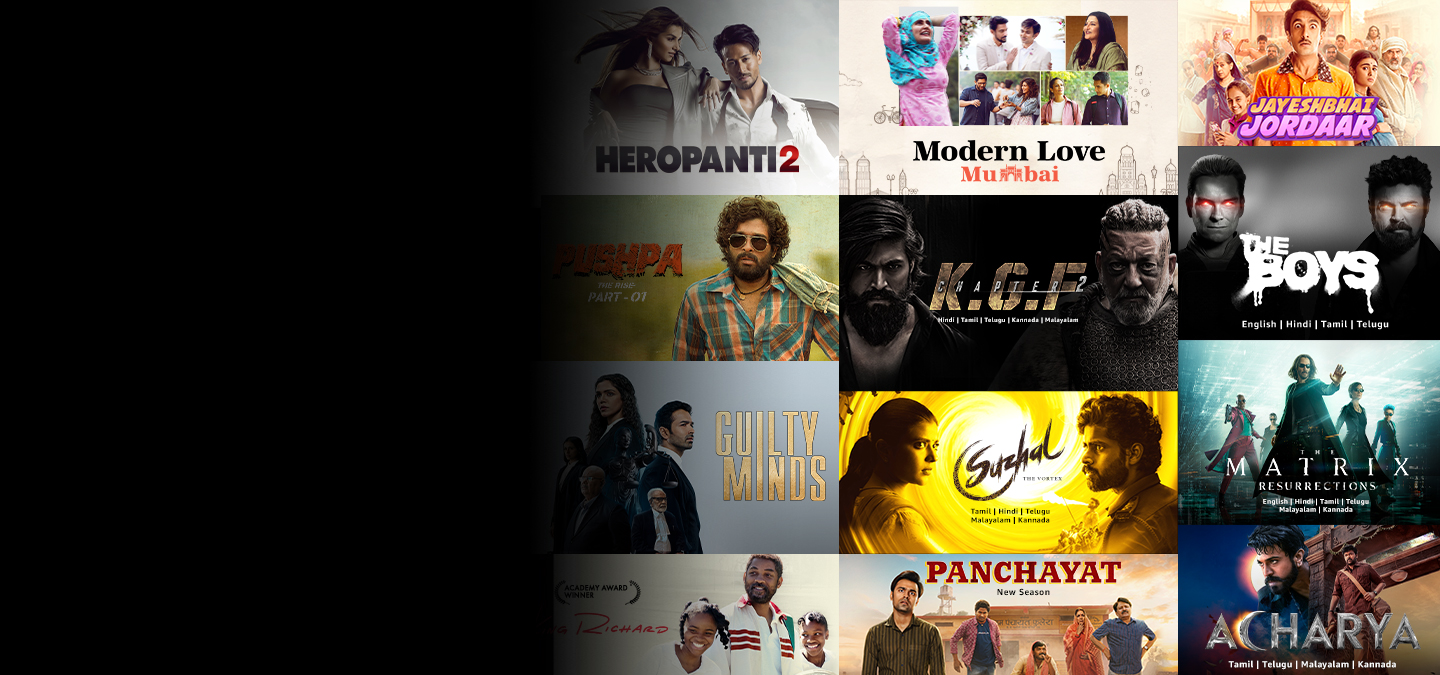 HEROPANTI 2
Modern Love
Mumbai
JAYESHBHAI
JORDAAR
PUSHPA
THE RISE
PART - 01
K.G.F
CHAPTER 2
Hindi | Tamil | Telugu | Kannada | Malayalam
THE
BOYS
English | Hindi | Tamil | Telugu
GUILTY
MINDS
Suzhal
THE VORTEX
Tamil | Hindi | Telugu
Malayalam | Kannada
THE
MATRIX
RESURRECTIONS
English | Hindi | Tamil | Telugu
Malayalam | Kannada
ACADEMY AWARD
WINNER
RICHARD
PANCHAYAT
New Season
ACHARYA
Tamil | Telugu | Malayalam | Kannada